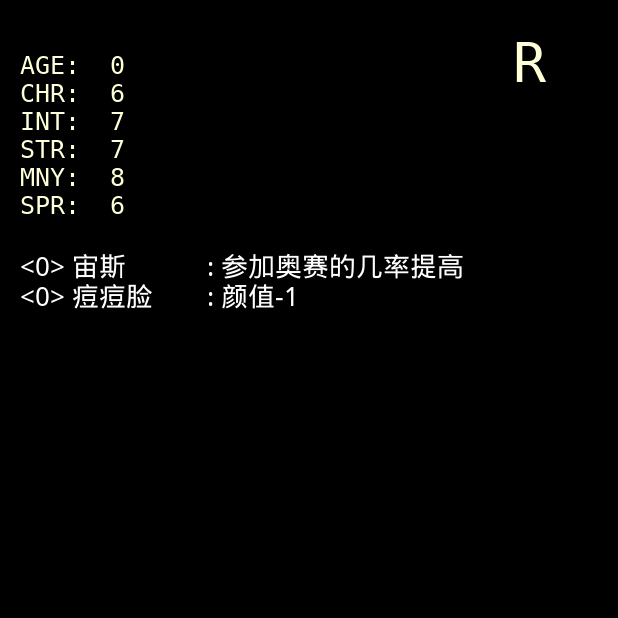 R
AGE: 0
CHR: 6
INT: 7
STR: 7
MNY: 8
SPR: 6
<0> 宙斯 : 参加奥赛的几率提高
<0> 痘痘脸 : 颜值-1